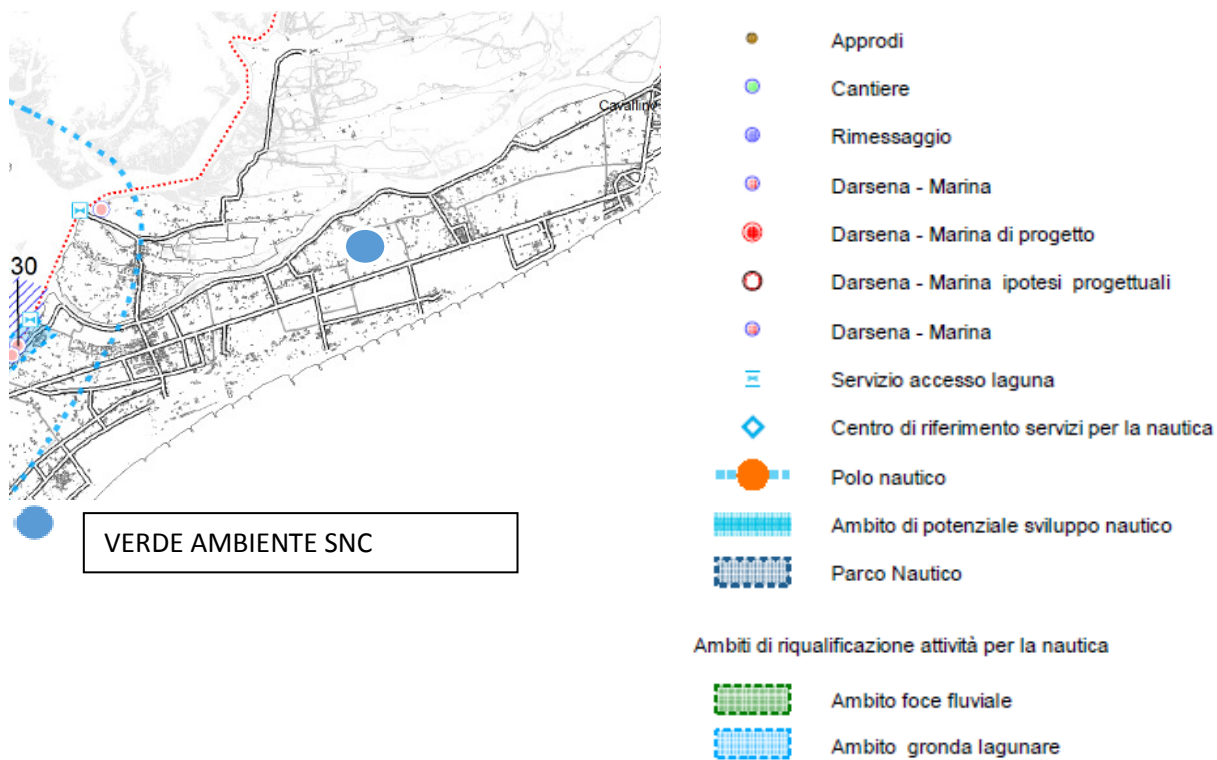 Cavallino
30
VERDE AMBIENTE SNC
Approdi
Cantiere
Rimessaggio
Darsena - Marina
Darsena - Marina di progetto
Darsena - Marina ipotesi progettuali
Darsena - Marina
Servizio accesso laguna
Centro di riferimento servizi per la nautica
Polo nautico
Ambito di potenziale sviluppo nautico
Parco Nautico
Ambiti di riqualificazione attività per la nautica
Ambito foce fluviale
Ambito gronda lagunare